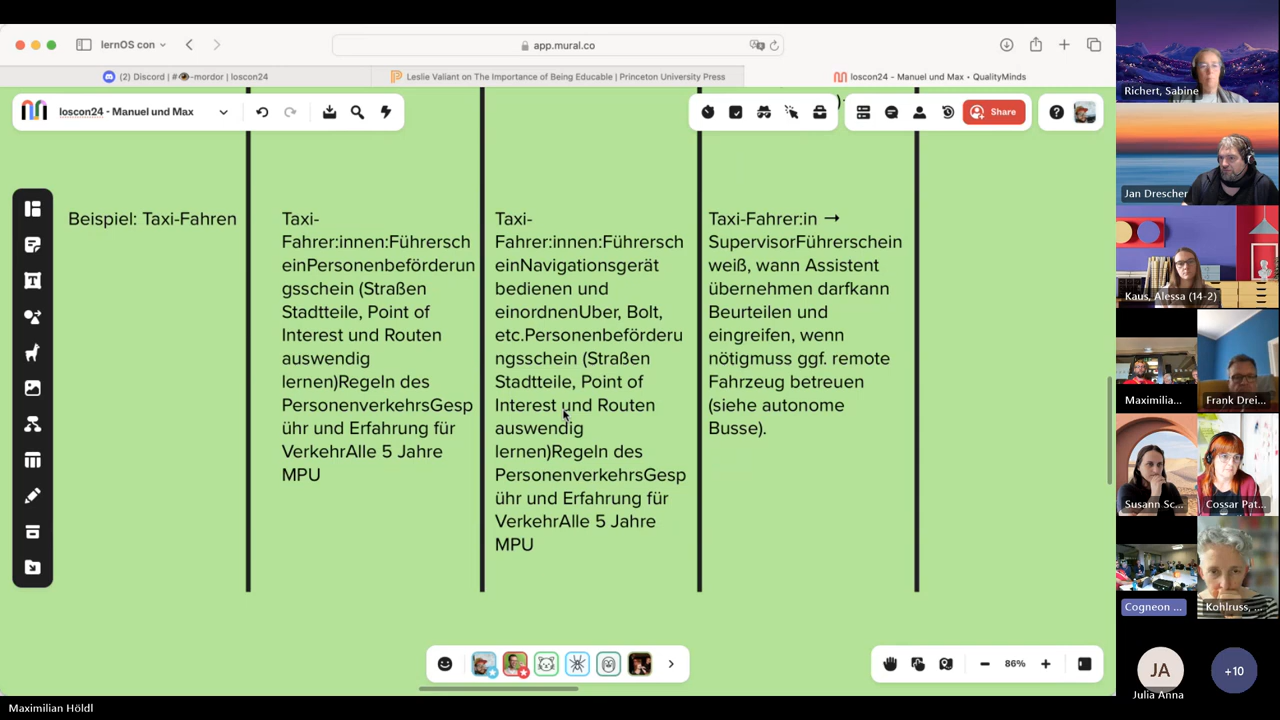 lernOS con
app.mural.co
(2) Discord | #👁️-mordor | loscon24
Leslie Valiant on The Importance of Being Educable | Princeton University Press
loscon24 - Manuel und Max • QualityMinds
loscon24 - Manuel und Max
Share
Beispiel: Taxi-Fahren
Taxi-
Fahrer:innen:Führersch
einPersonenbeförderun
gsschein (Straßen
Stadtteile, Point of
Interest und Routen
auswendig
lernen)Regeln des
PersonenverkehrsGesp
ühr und Erfahrung für
VerkehrAlle 5 Jahre
MPU
Taxi-
Fahrer:innen:Führersch
einNavigationsgerät
bedienen und
einordnenUber, Bolt,
etc.Personenbeförderu
ngsschein (Straßen
Stadtteile, Point of
Interest und Routen
auswendig
lernen)Regeln des
PersonenverkehrsGesp
ühr und Erfahrung für
VerkehrAlle 5 Jahre
MPU
Taxi-Fahrer:in →
SupervisorFührerschein
weiß, wann Assistent
übernehmen darfkann
Beurteilen und
eingreifen, wenn
nötigmuss ggf. remote
Fahrzeug betreuen
(siehe autonome
Busse).
86%
Maximilian Höldl
Richert, Sabine
Jan Drescher
Kaus, Alessa (14-2)
Maximilia...
Frank Drei...
Susann Sc...
Cossar Pat...
Cogneon ...
Kohlruss, ...
JA
Julia Anna
+10